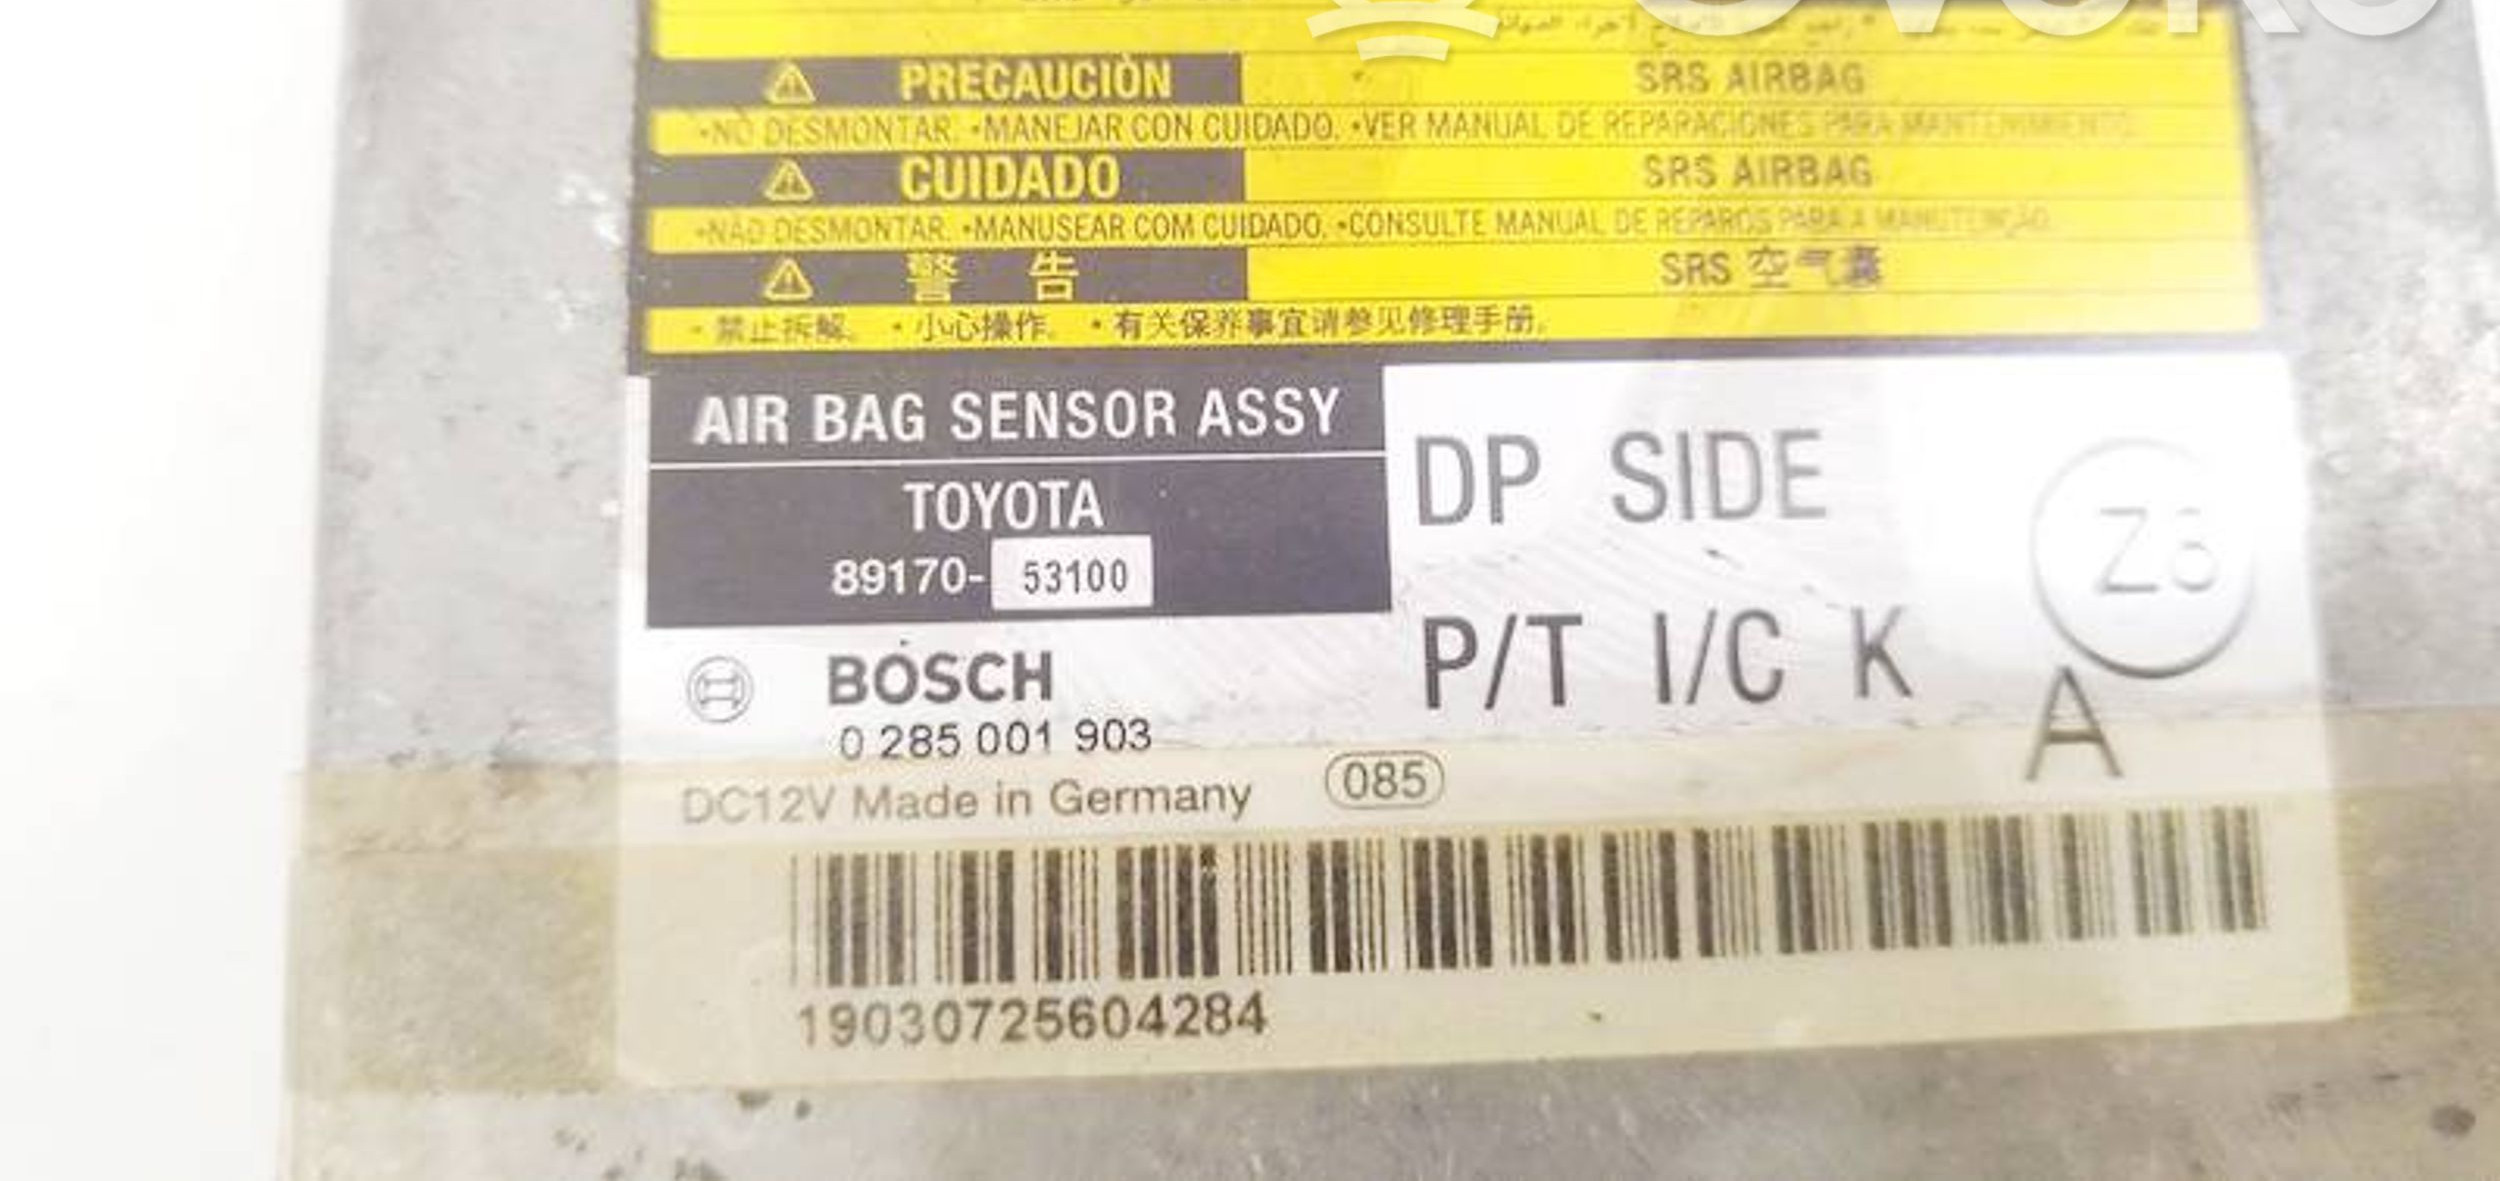 PRECAUCIÓN SRS AIRBAG
•NO DESMONTAR. •MANEJAR CON CUIDADO. •VER MANUAL DE REPARACIONES PARA MANTENIMIENTO.
CUIDADO SRS AIRBAG
•NÃO DESMONTAR. •MANUSEAR COM CUIDADO. •CONSULTE MANUAL DE REPAROS PARA A MANUTENÇÃO.
警告 SRS 空气囊
•禁止拆解。 •小心操作。 •有关保养事宜请参见修理手册。
AIR BAG SENSOR ASSY
TOYOTA
89170- 53100
DP SIDE
Z6
P/T I/C K
A
BOSCH
0 285 001 903
DC12V Made in Germany 085
19030725604284